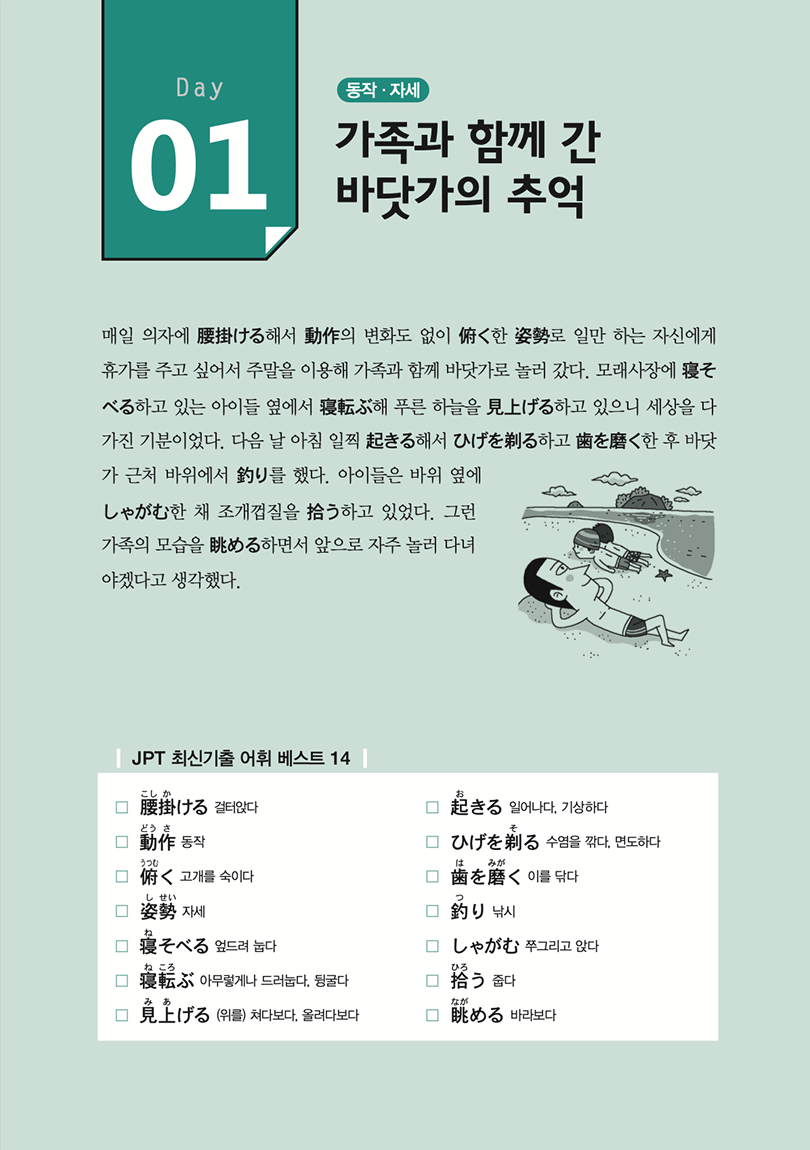 Day
01
동작 · 자세
가족과 함께 간
바닷가의 추억
매일 의자에 腰掛ける해서 動作의 변화도 없이 俯く한 姿勢로 일만 하는 자신에게
휴가를 주고 싶어서 주말을 이용해 가족과 함께 바닷가로 놀러 갔다. 모래사장에 寝そ
べる하고 있는 아이들 옆에서 寝転ぶ해 푸른 하늘을 見上げる하고 있으니 세상을 다
가진 기분이었다. 다음 날 아침 일찍 起きる해서 ひげを剃る하고 歯を磨く한 후 바닷
가 근처 바위에서 釣り를 했다. 아이들은 바위 옆에
しゃがむ한 채 조개껍질을 拾う하고 있었다. 그런
가족의 모습을 眺める하면서 앞으로 자주 놀러 다녀
야겠다고 생각했다.
JPT 최신기출 어휘 베스트 14
こし か
□ 腰掛ける 걸터앉다
どう さ
□ 動作 동작
うつむ
□ 俯く 고개를 숙이다
し せい
□ 姿勢 자세
ね
□ 寝そべる 엎드려 눕다
ね ころ
□ 寝転ぶ 아무렇게나 드러눕다, 뒹굴다
み あ
□ 見上げる (위를) 쳐다보다, 올려다보다
お
□ 起きる 일어나다, 기상하다
そ
□ ひげを剃る 수염을 깎다, 면도하다
は みが
□ 歯を磨く 이를 닦다
つ
□ 釣り 낚시
□ しゃがむ 쭈그리고 앉다
ひろ
□ 拾う 줍다
なが
□ 眺める 바라보다